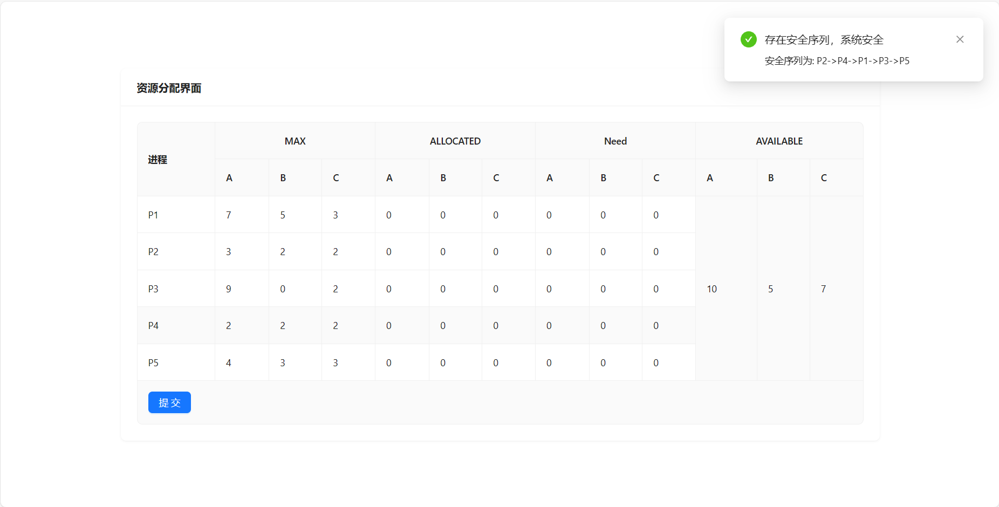 存在安全序列，系统安全
安全序列为: P2->P4->P1->P3->P5
资源分配界面
进程 MAX ALLOCATED Need AVAILABLE
A B C A B C A B C A B C
P1 7 5 3 0 0 0 0 0 0
P2 3 2 2 0 0 0 0 0 0
P3 9 0 2 0 0 0 0 0 0 10 5 7
P4 2 2 2 0 0 0 0 0 0
P5 4 3 3 0 0 0 0 0 0
提交